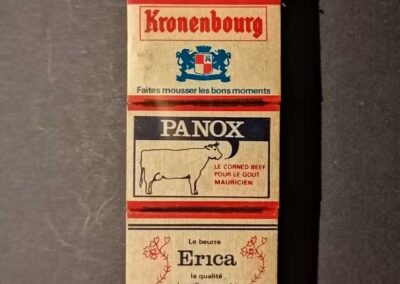 Kronenbourg
Faites mousser les bons moments
PANOX
LE CORNED BEEF
POUR LE GOUT
MAURICIEN
Le beurre
Erica
la qualité